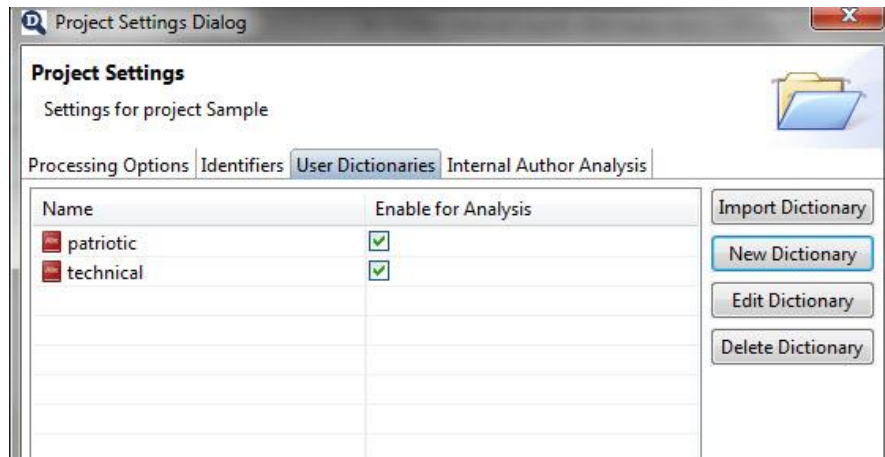 Project Settings Dialog
Project Settings
Settings for project Sample
Processing Options Identifiers User Dictionaries Internal Author Analysis
Name Enable for Analysis Import Dictionary
patriotic
New Dictionary
technical
Edit Dictionary
Delete Dictionary